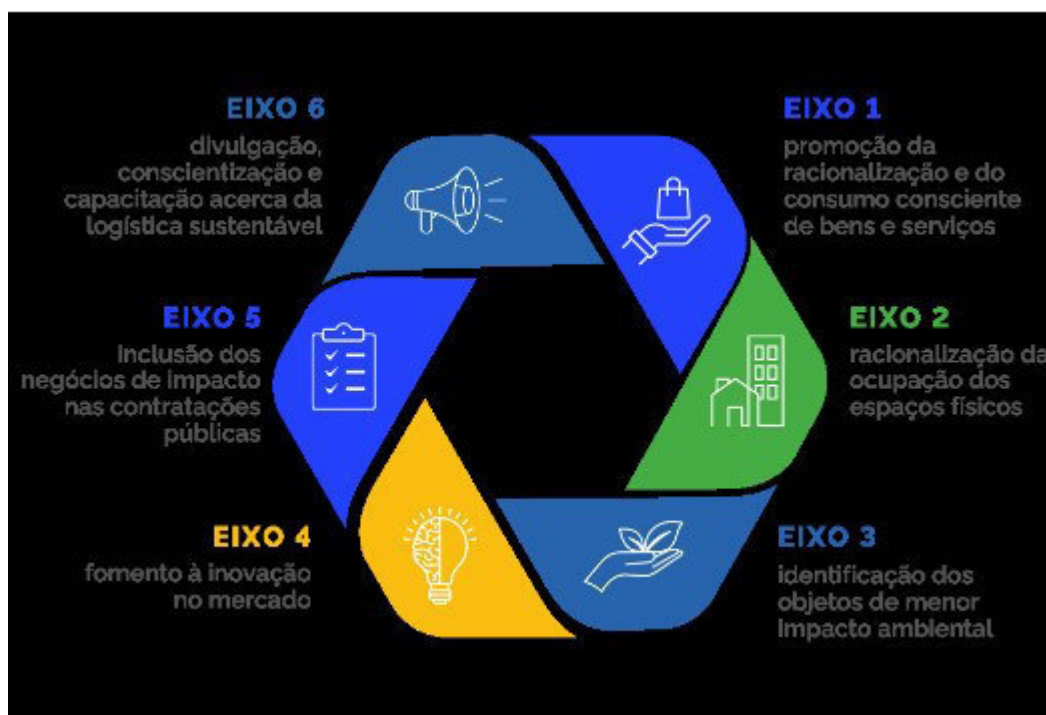 EIXO 1
promoção da
racionalização e do
consumo consciente
de bens e serviços
EIXO 2
racionalização da
ocupação dos
espaços físicos
EIXO 3
identificação dos
objetos de menor
impacto ambiental
EIXO 4
fomento à inovação
no mercado
EIXO 5
inclusão dos
negócios de impacto
nas contratações
públicas
EIXO 6
divulgação,
conscientização e
capacitação acerca da
logística sustentável